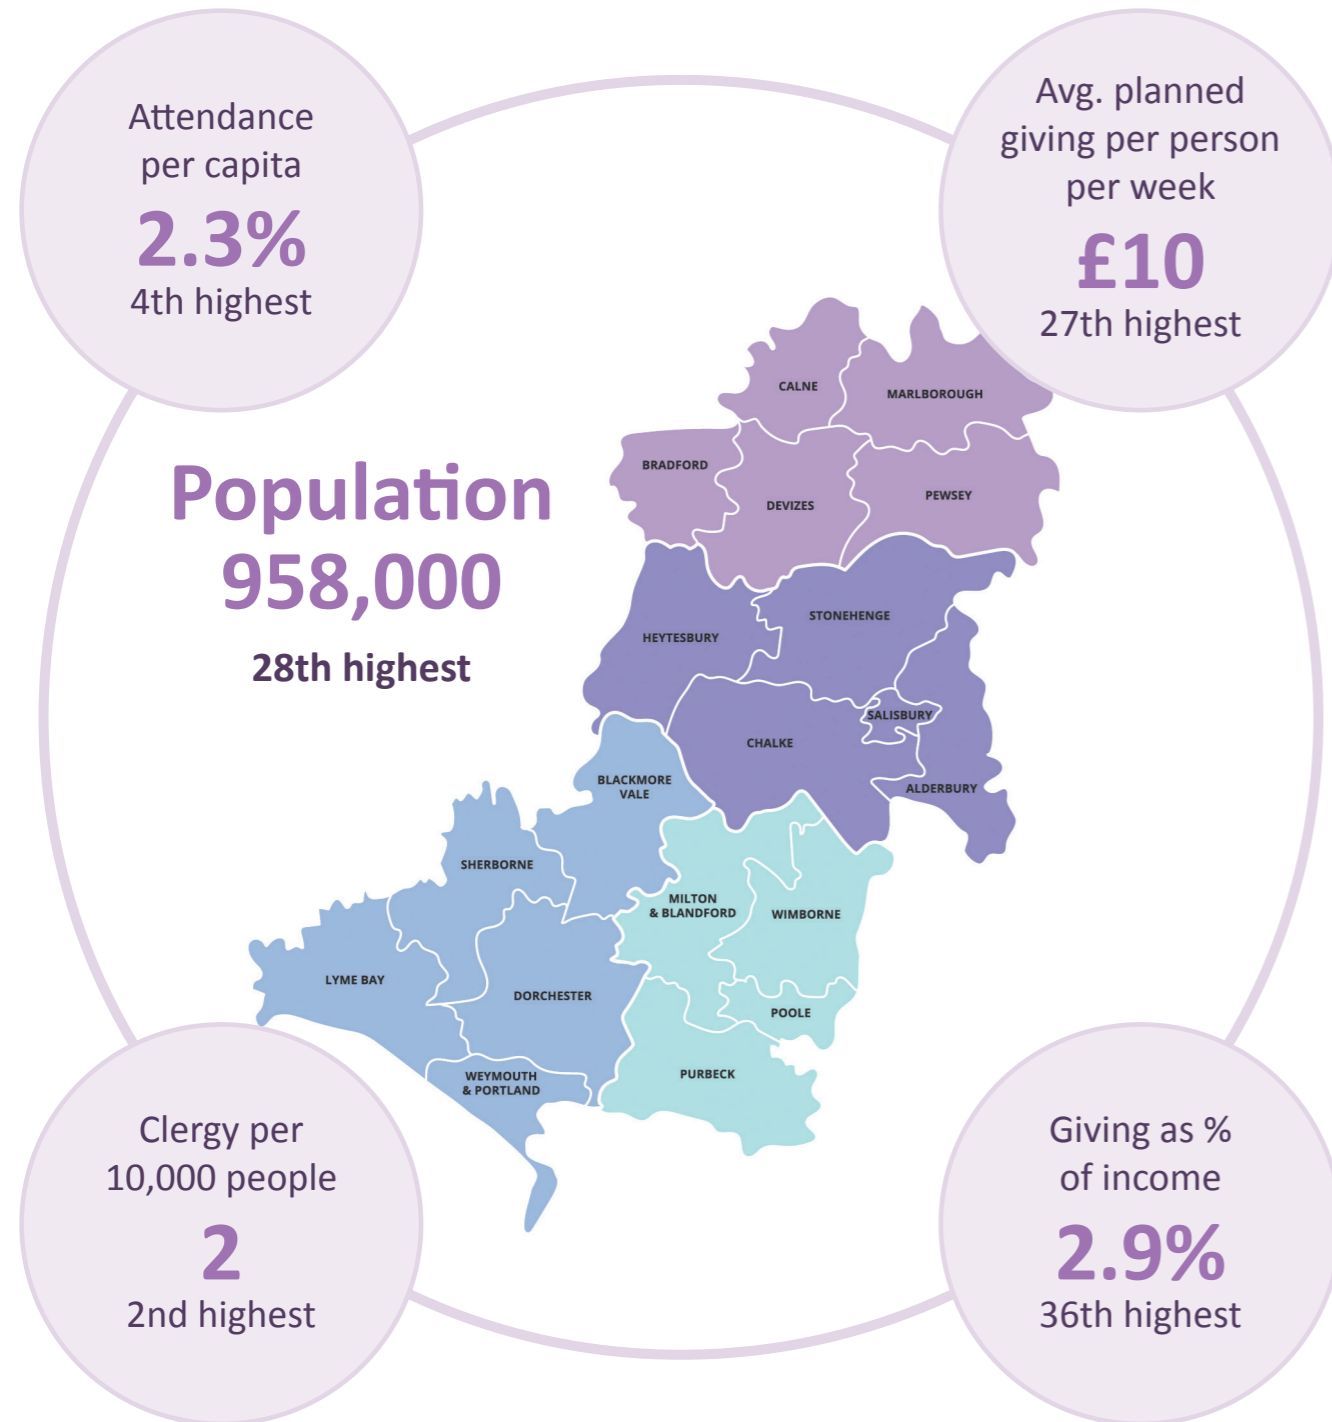 Attendance
per capita
2.3%
4th highest
Avg. planned
giving per person
per week
£10
27th highest
Population
958,000
28th highest
CALNE
MARLBOROUGH
BRADFORD
DEVIZES
PEWSEY
HEYTESBURY
STONEHENGE
SALISBURY
CHALKE
ALDERBURY
BLACKMORE
VALE
SHERBORNE
MILTON
& BLANDFORD
WIMBORNE
LYME BAY
DORCHESTER
POOLE
PURBECK
WEYMOUTH
& PORTLAND
Clergy per
10,000 people
2
2nd highest
Giving as %
of income
2.9%
36th highest